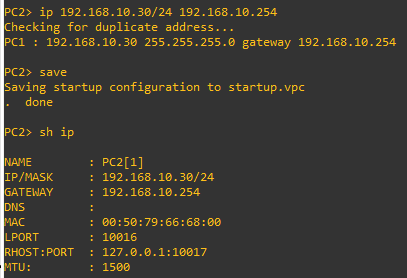 PC2> ip 192.168.10.30/24 192.168.10.254
Checking for duplicate address...
PC1 : 192.168.10.30 255.255.255.0 gateway 192.168.10.254
PC2> save
Saving startup configuration to startup.vpc
. done
PC2> sh ip
NAME : PC2[1]
IP/MASK : 192.168.10.30/24
GATEWAY : 192.168.10.254
DNS :
MAC : 00:50:79:66:68:00
LPORT : 10016
RHOST:PORT : 127.0.0.1:10017
MTU: : 1500